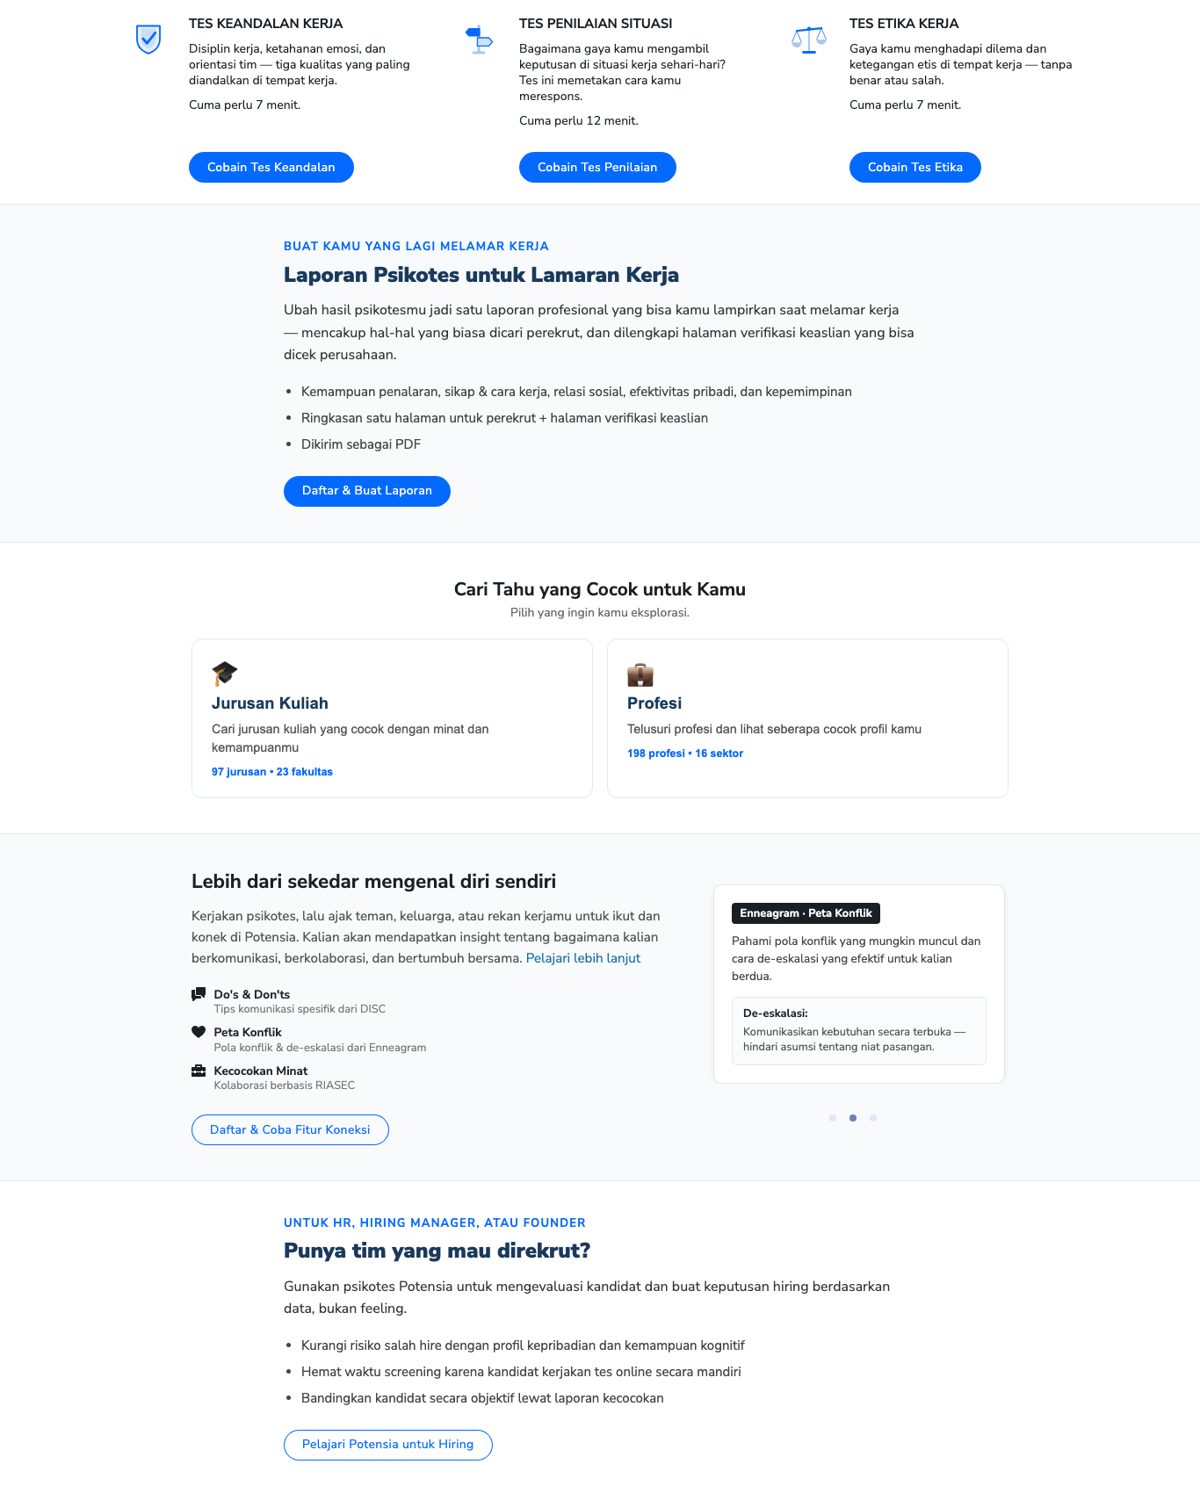 TES KEANDALAN KERJA
Disiplin kerja, ketahanan emosi, dan
orientasi tim — tiga kualitas yang paling
diandalkan di tempat kerja.
Cuma perlu 7 menit.
Cobain Tes Keandalan
TES PENILAIAN SITUASI
Bagaimana gaya kamu mengambil
keputusan di situasi kerja sehari-hari?
Tes ini memetakan cara kamu
merespons.
Cuma perlu 12 menit.
Cobain Tes Penilaian
TES ETIKA KERJA
Gaya kamu menghadapi dilema dan
ketegangan etis di tempat kerja — tanpa
benar atau salah.
Cuma perlu 7 menit.
Cobain Tes Etika
BUAT KAMU YANG LAGI MELAMAR KERJA
Laporan Psikotes untuk Lamaran Kerja
Ubah hasil psikotesmu jadi satu laporan profesional yang bisa kamu lampirkan saat melamar kerja
— mencakup hal-hal yang biasa dicari perekrut, dan dilengkapi halaman verifikasi keaslian yang bisa
dicek perusahaan.
• Kemampuan penalaran, sikap & cara kerja, relasi sosial, efektivitas pribadi, dan kepemimpinan
• Ringkasan satu halaman untuk perekrut + halaman verifikasi keaslian
• Dikirim sebagai PDF
Daftar & Buat Laporan
Cari Tahu yang Cocok untuk Kamu
Pilih yang ingin kamu eksplorasi.
Jurusan Kuliah
Cari jurusan kuliah yang cocok dengan minat dan
kemampuanmu
97 jurusan • 23 fakultas
Profesi
Telusuri profesi dan lihat seberapa cocok profil kamu
198 profesi • 16 sektor
Lebih dari sekedar mengenal diri sendiri
Kerjakan psikotes, lalu ajak teman, keluarga, atau rekan kerjamu untuk ikut dan
konek di Potensia. Kalian akan mendapatkan insight tentang bagaimana kalian
berkomunikasi, berkolaborasi, dan bertumbuh bersama. Pelajari lebih lanjut
Do's & Don'ts
Tips komunikasi spesifik dari DISC
Peta Konflik
Pola konflik & de-eskalasi dari Enneagram
Kecocokan Minat
Kolaborasi berbasis RIASEC
Daftar & Coba Fitur Koneksi
Enneagram · Peta Konflik
Pahami pola konflik yang mungkin muncul dan
cara de-eskalasi yang efektif untuk kalian
berdua.
De-eskalasi:
Komunikasikan kebutuhan secara terbuka —
hindari asumsi tentang niat pasangan.
UNTUK HR, HIRING MANAGER, ATAU FOUNDER
Punya tim yang mau direkrut?
Gunakan psikotes Potensia untuk mengevaluasi kandidat dan buat keputusan hiring berdasarkan
data, bukan feeling.
• Kurangi risiko salah hire dengan profil kepribadian dan kemampuan kognitif
• Hemat waktu screening karena kandidat kerjakan tes online secara mandiri
• Bandingkan kandidat secara objektif lewat laporan kecocokan
Pelajari Potensia untuk Hiring